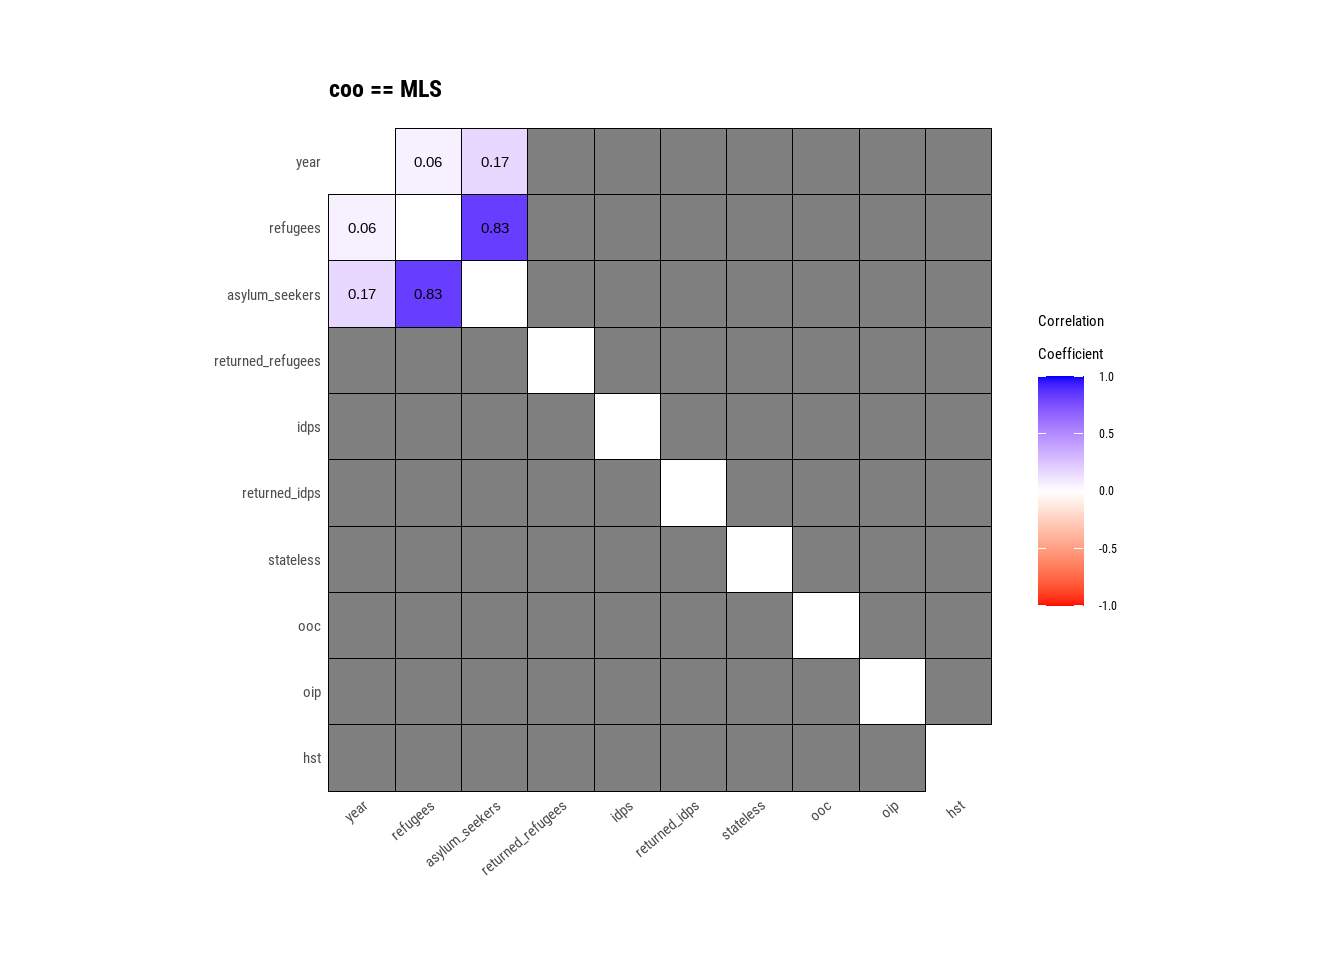 coo == MLS
year 0.06 0.17
refugees 0.06 0.83
asylum_seekers 0.17 0.83
returned_refugees
idps
returned_idps
stateless
ooc
oip
hst
year refugees asylum_seekers returned_refugees idps returned_idps stateless ooc oip hst
Correlation
Coefficient
1.0
0.5
0.0
-0.5
-1.0